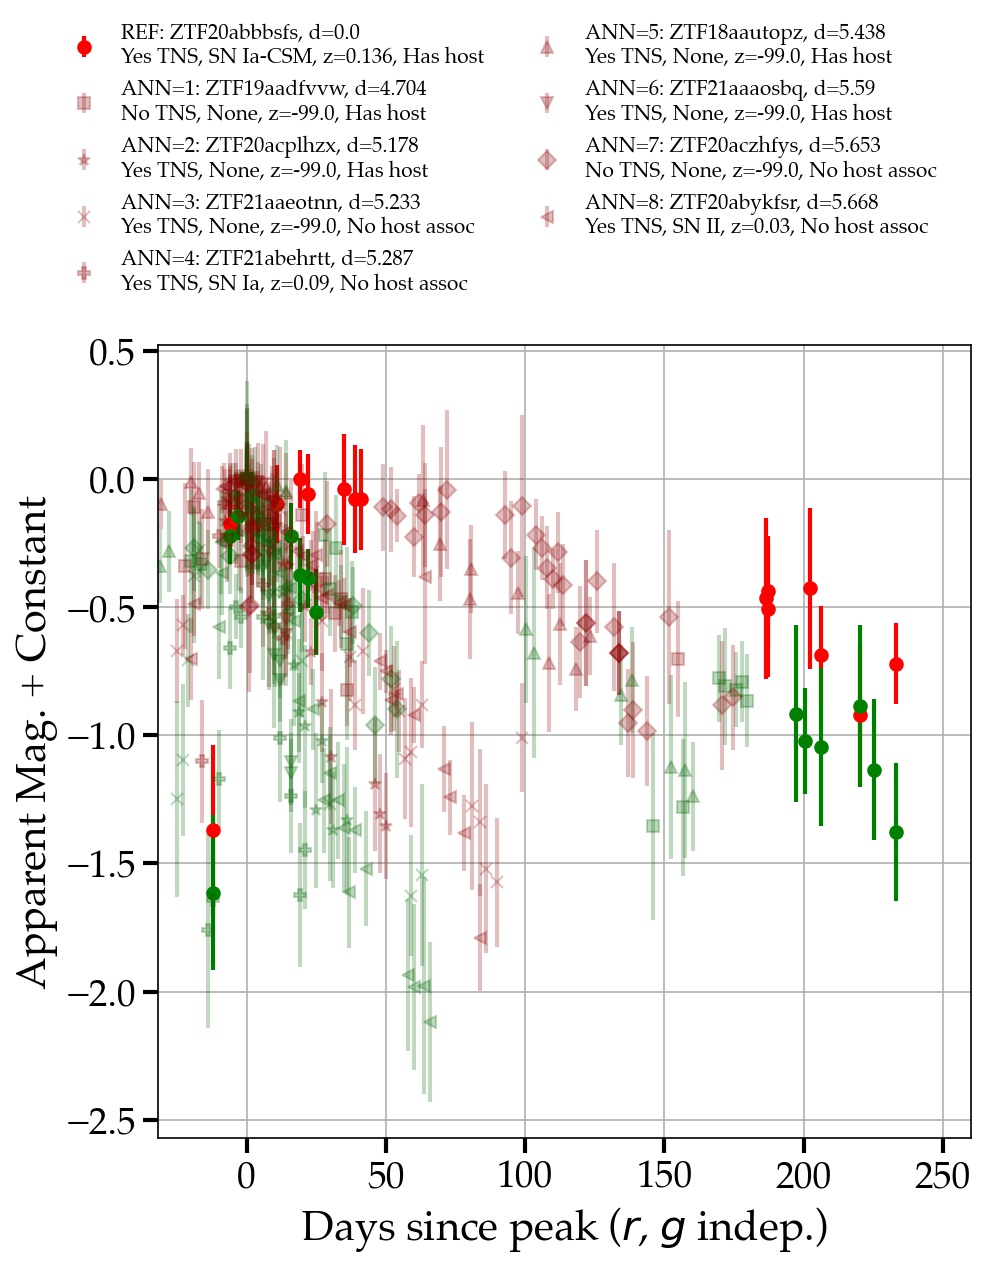 REF: ZTF20abbbsfs, d=0.0
Yes TNS, SN Ia-CSM, z=0.136, Has host
ANN=1: ZTF19aadfvvw, d=4.704
No TNS, None, z=-99.0, Has host
ANN=2: ZTF20acplhzx, d=5.178
Yes TNS, None, z=-99.0, Has host
ANN=3: ZTF21aaeotnn, d=5.233
Yes TNS, None, z=-99.0, No host assoc
ANN=4: ZTF21abehrtt, d=5.287
Yes TNS, SN Ia, z=0.09, No host assoc
ANN=5: ZTF18aautopz, d=5.438
Yes TNS, None, z=-99.0, Has host
ANN=6: ZTF21aaaosbq, d=5.59
Yes TNS, None, z=-99.0, Has host
ANN=7: ZTF20aczhfys, d=5.653
No TNS, None, z=-99.0, No host assoc
ANN=8: ZTF20abykfsr, d=5.668
Yes TNS, SN II, z=0.03, No host assoc
0.5
0.0
−0.5
−1.0
−1.5
−2.0
−2.5
Apparent Mag. + Constant
0 50 100 150 200 250
Days since peak (r, g indep.)